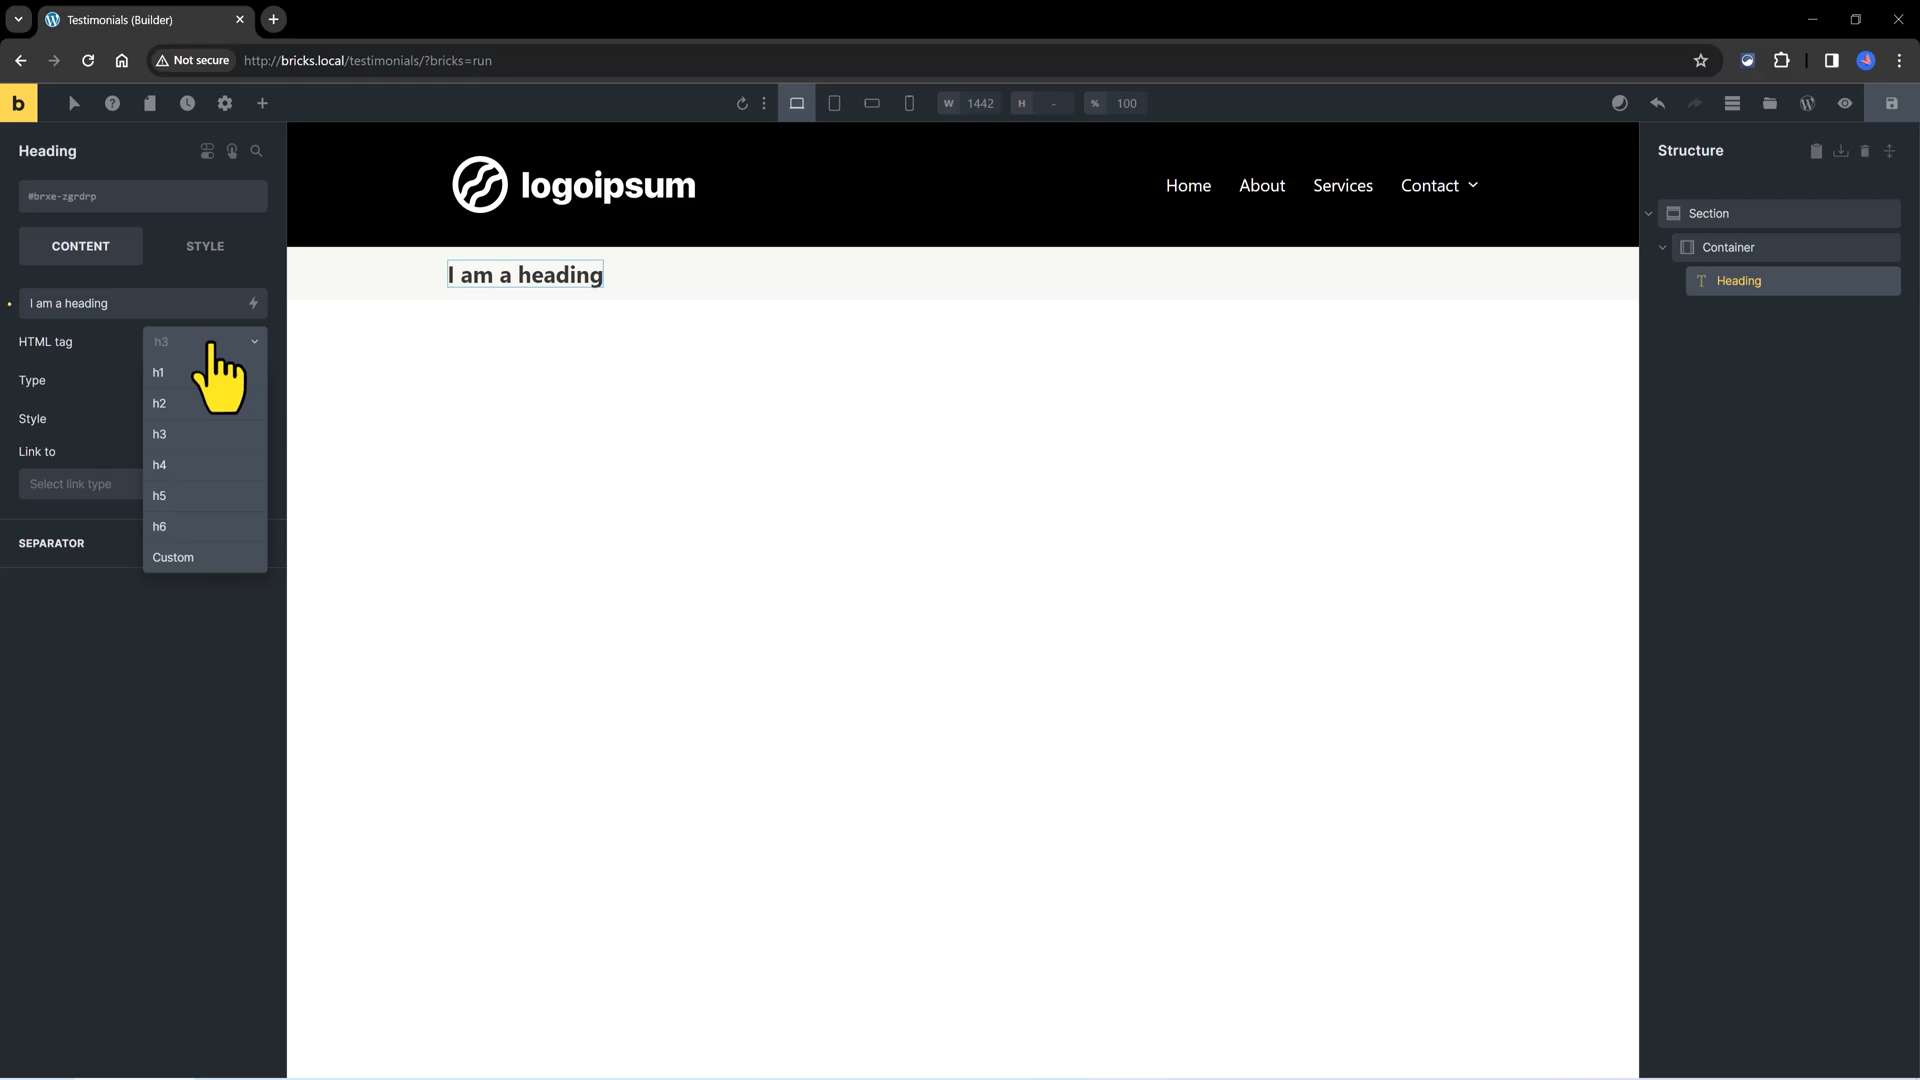 Testimonials (Builder)
Not secure
http://bricks.local/testimonials/?bricks=run
b
W 1442
H -
% 100
Heading
#brxe-zgrdrp
CONTENT
STYLE
I am a heading
HTML tag
h3
h1
Type
h2
Style
h3
Link to
h4
Select link type
h5
h6
SEPARATOR
Custom
logoipsum
Home
About
Services
Contact
I am a heading
Structure
Section
Container
T Heading